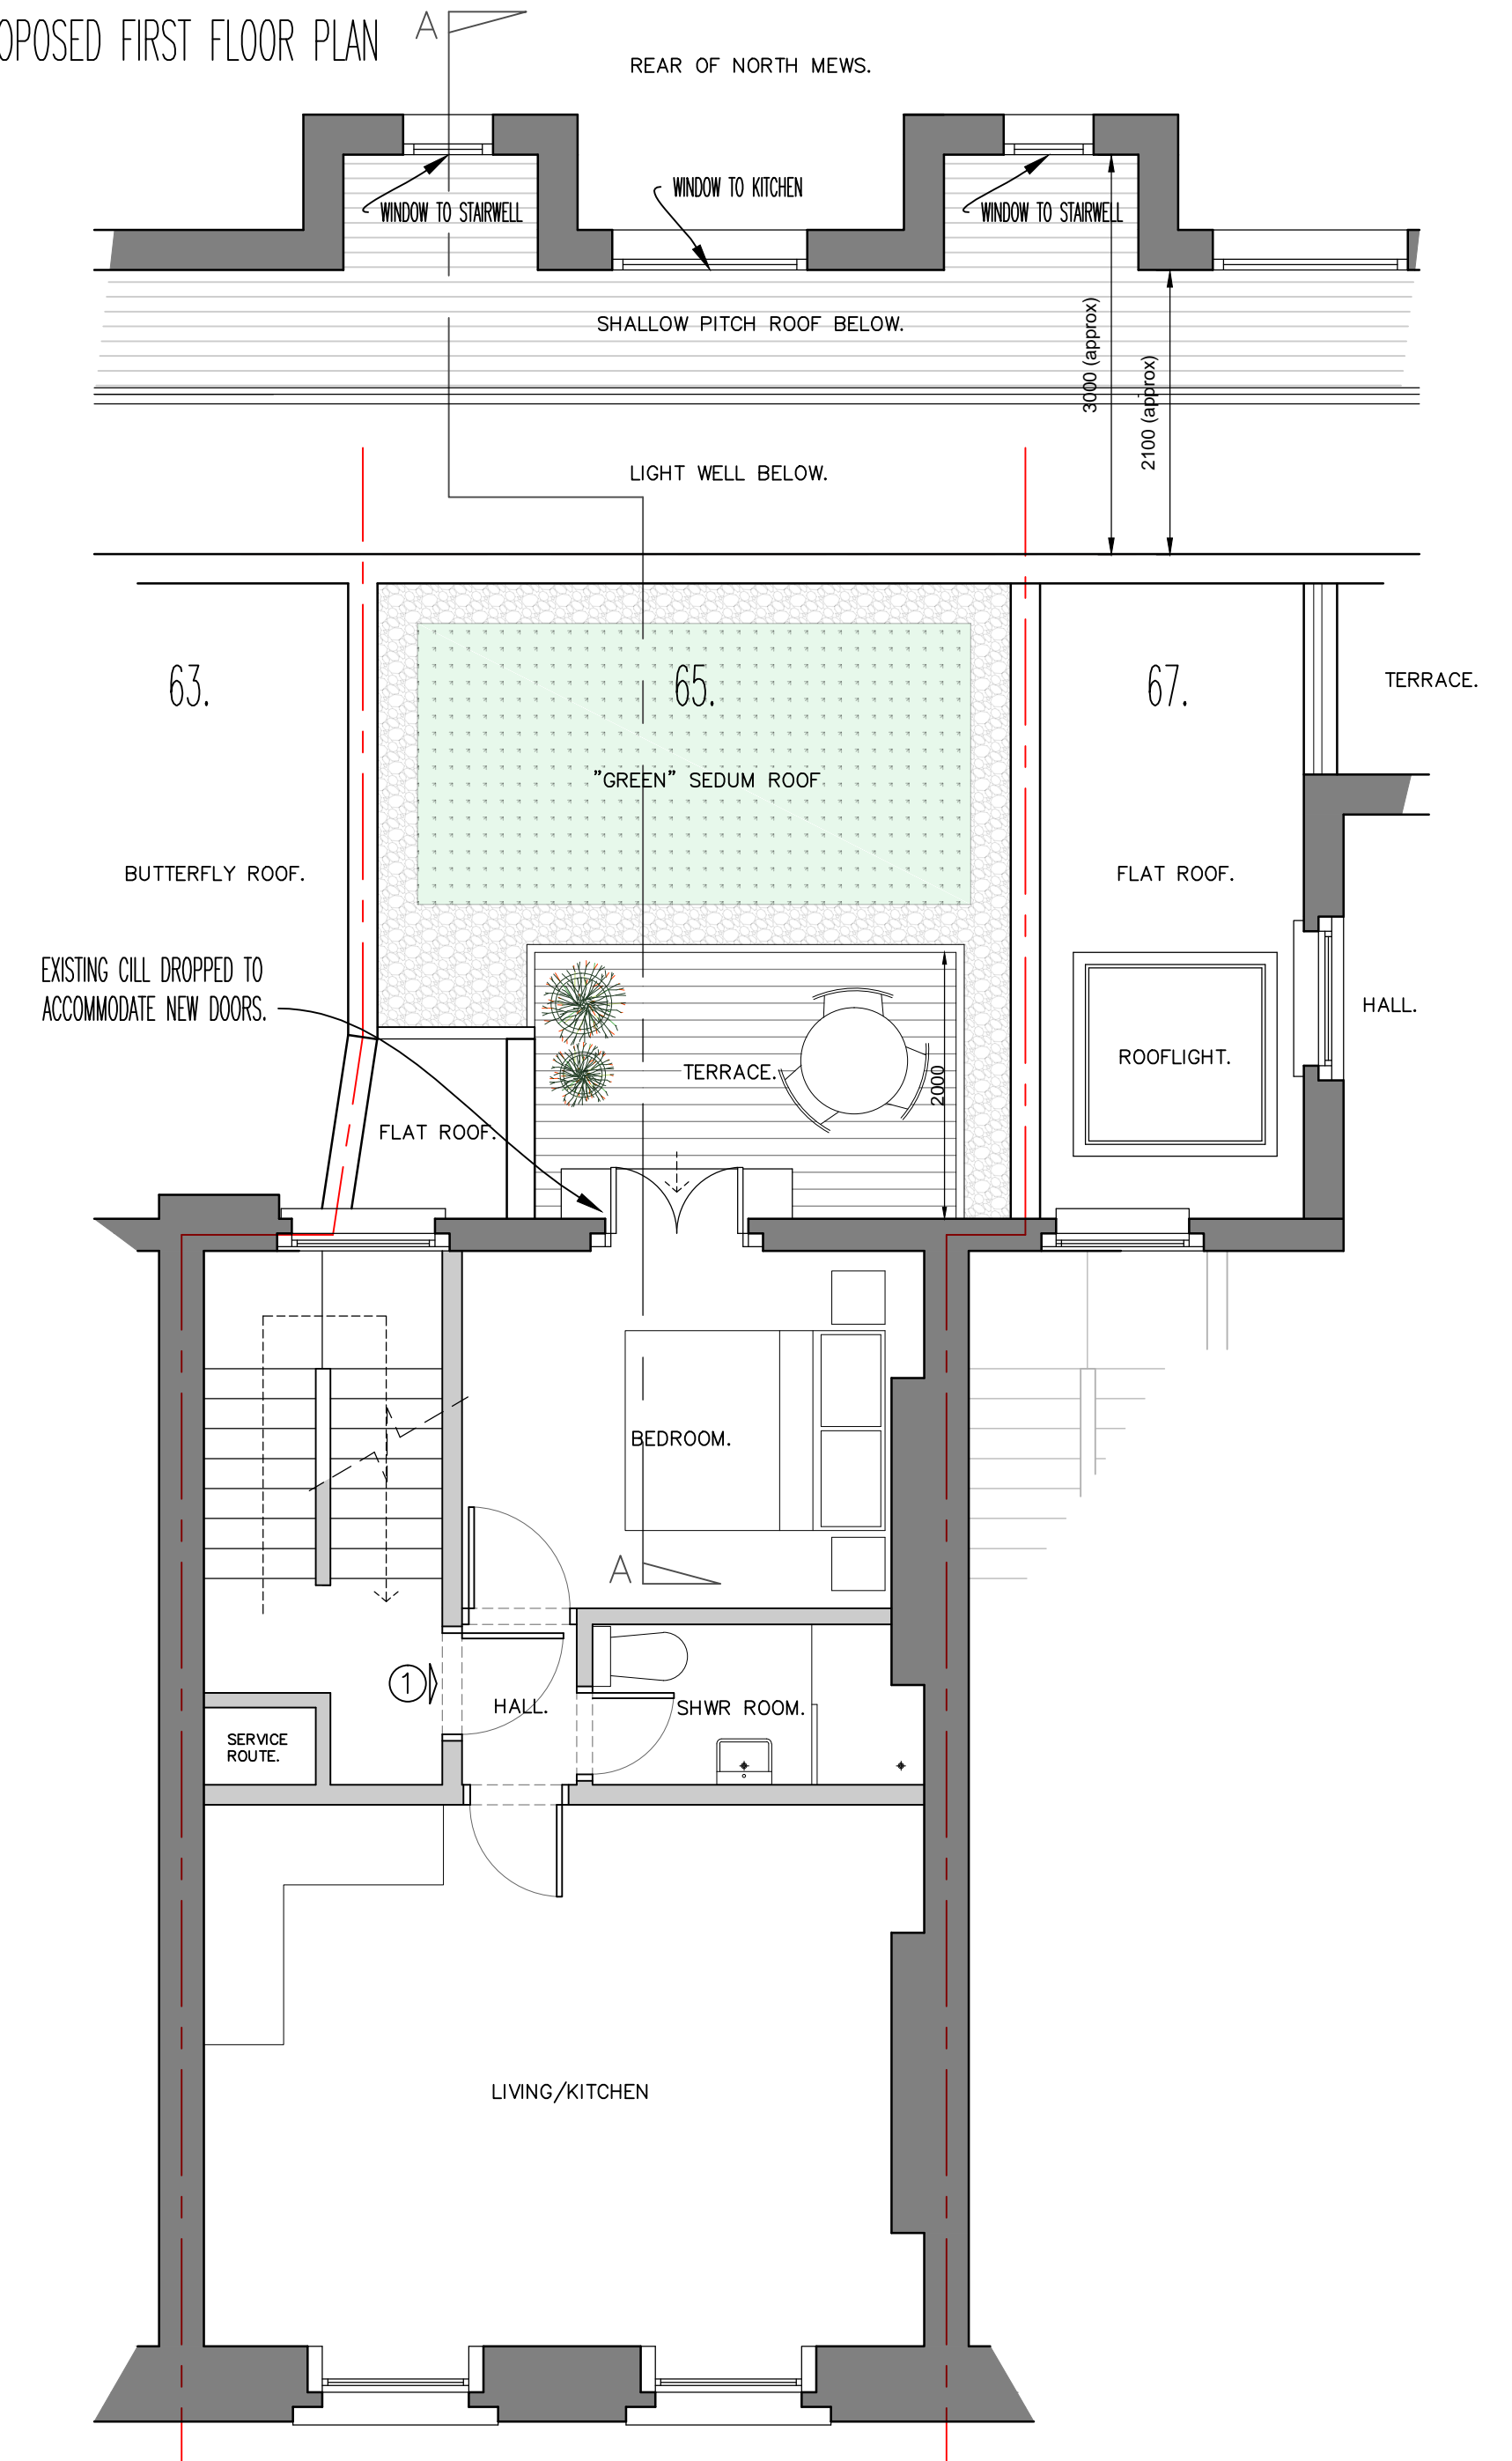 OPOSED FIRST FLOOR PLAN
A
REAR OF NORTH MEWS.
WINDOW TO KITCHEN
WINDOW TO STAIRWELL
WINDOW TO STAIRWELL
SHALLOW PITCH ROOF BELOW.
3000 (approx)
2100 (approx)
LIGHT WELL BELOW.
63.
65.
67.
TERRACE.
"GREEN" SEDUM ROOF
BUTTERFLY ROOF.
FLAT ROOF.
EXISTING CILL DROPPED TO
ACCOMMODATE NEW DOORS.
HALL.
ROOFLIGHT.
TERRACE.
2000
FLAT ROOF.
BEDROOM.
A
1
HALL.
SHWR ROOM.
SERVICE
ROUTE.
LIVING/KITCHEN